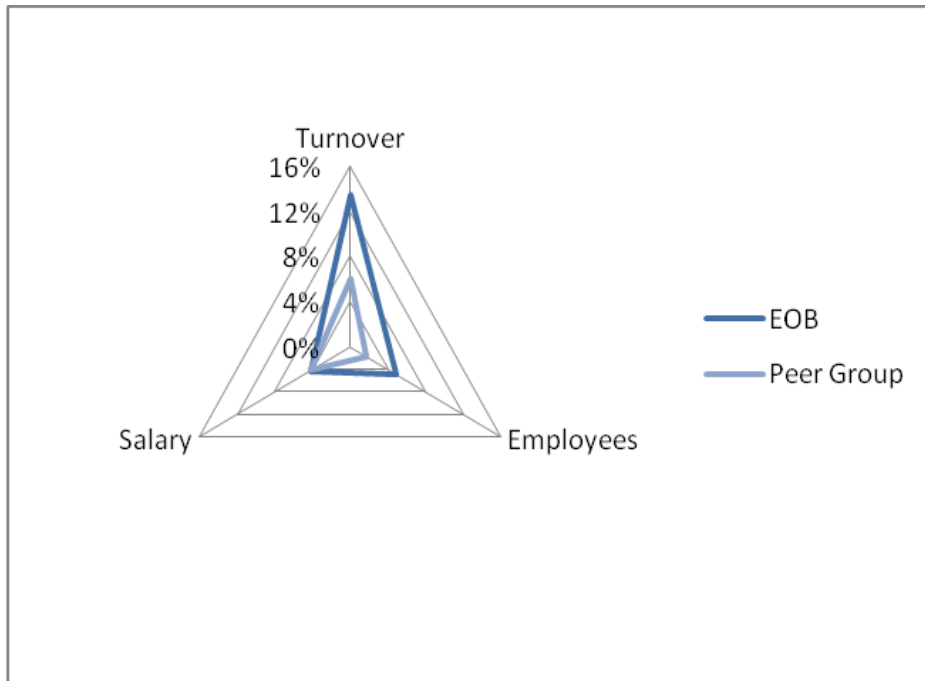 Turnover
16%
12%
8%
4%
0%
Salary
Employees
EOB
Peer Group